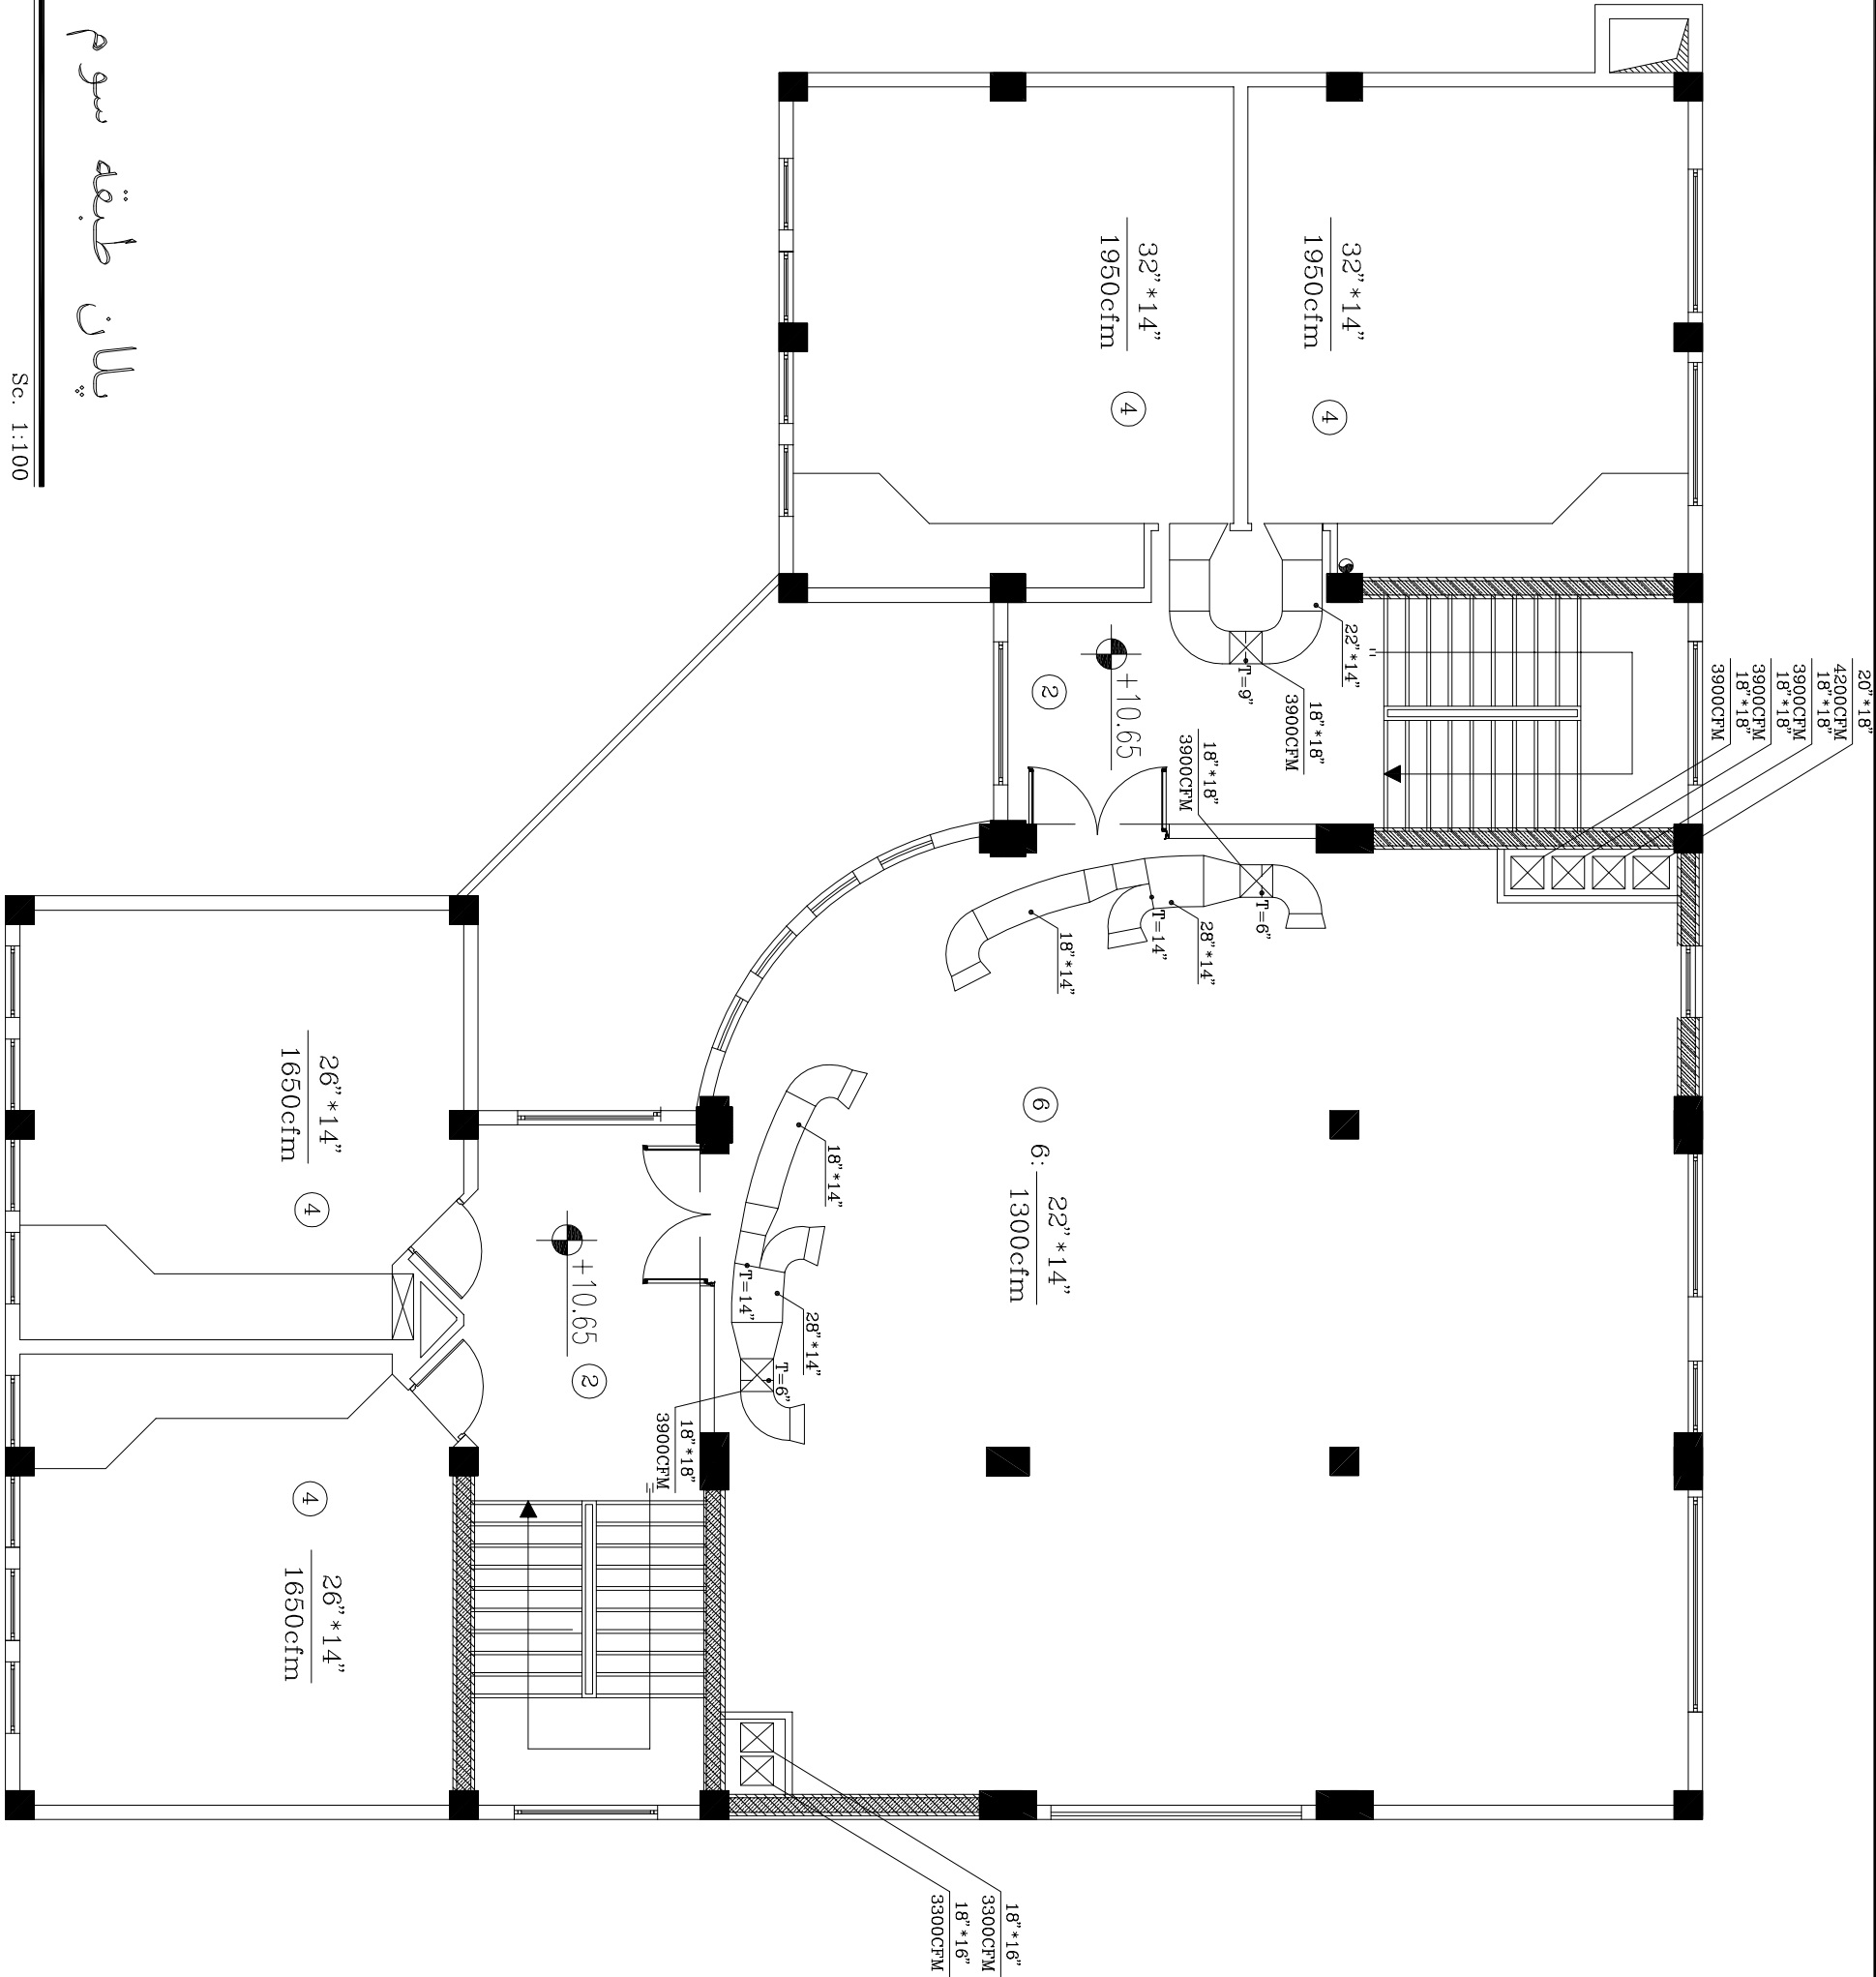 20"*18"
4200CFM
18"*18"
3900CFM
18"*18"
3900CFM
18"*18"
3900CFM
32"*14"
1950cfm
4
32"*14"
1950cfm
4
22"*14"
T=9"
18"*18"
3900CFM
+10.65
2
18"*18"
3900CFM
T=6"
28"*14"
T=14"
18"*14"
6
6:
22"*14"
1300cfm
18"*14"
T=14"
28"*14"
T=6"
18"*18"
3900CFM
+10.65
2
26"*14"
1650cfm
4
4
26"*14"
1650cfm
18"*16"
3300CFM
18"*16"
3300CFM
پلان طبقه سوم
Sc. 1:100